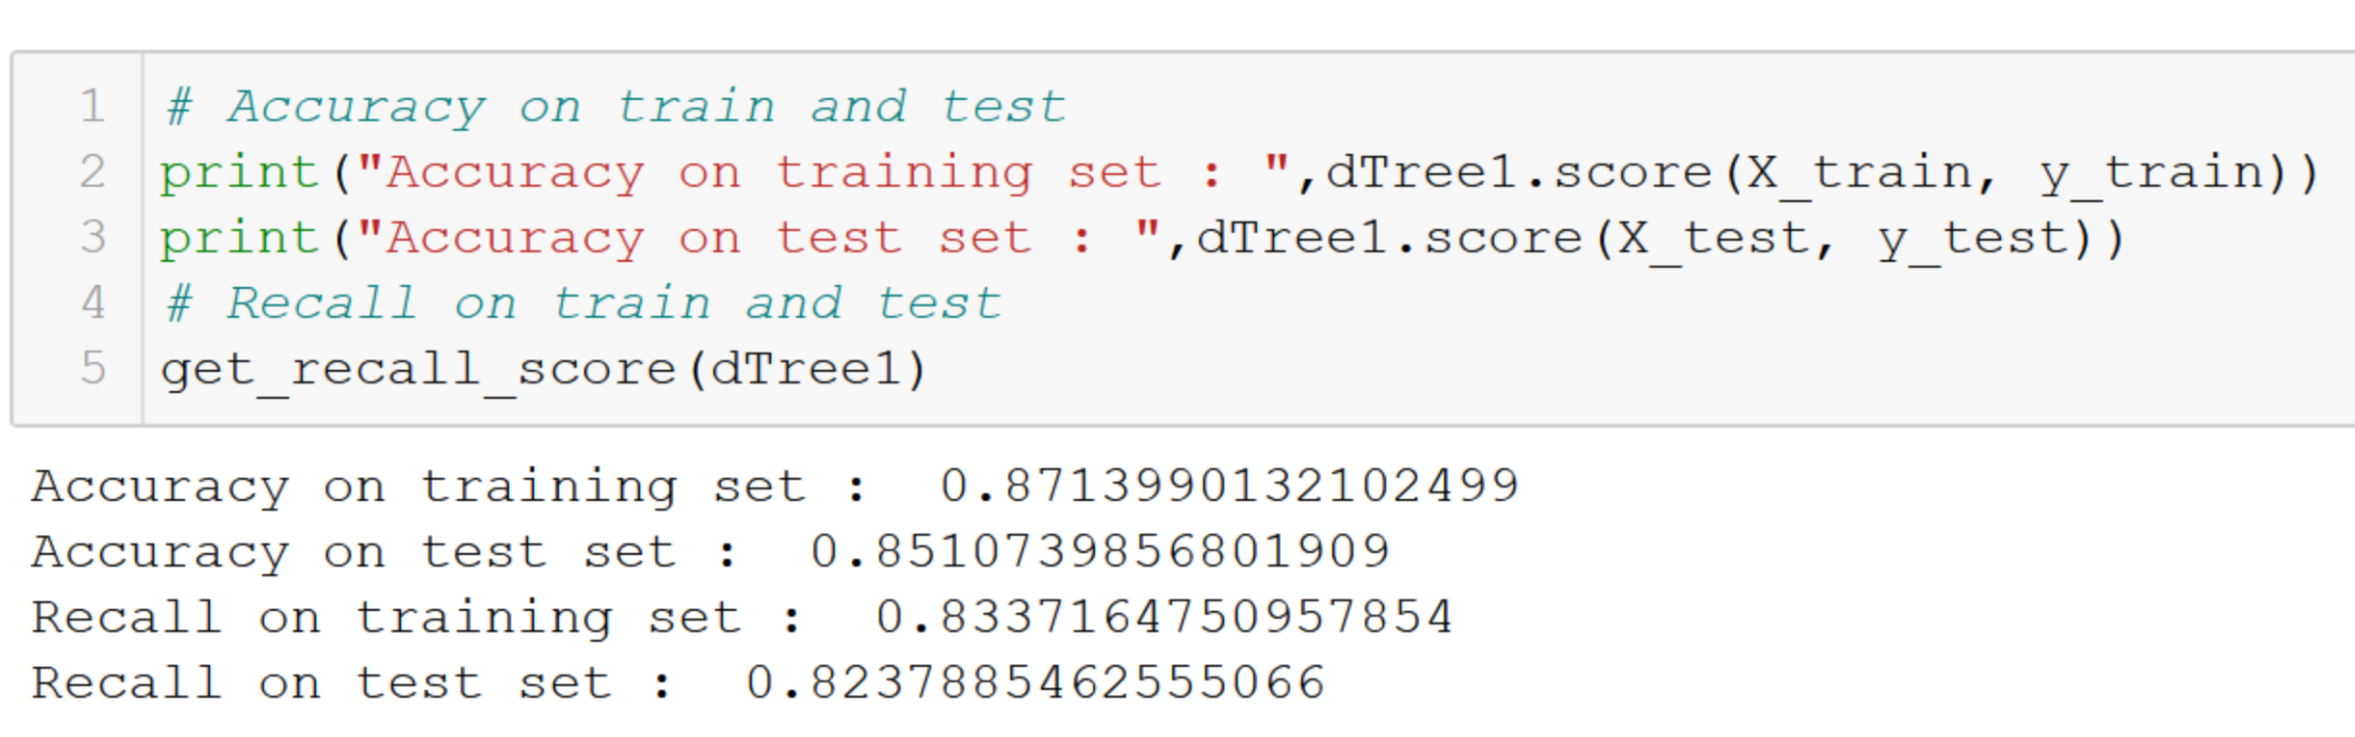 1 # Accuracy on train and test
2 print("Accuracy on training set : ",dTree1.score(X_train, y_train))
3 print("Accuracy on test set : ",dTree1.score(X_test, y_test))
4 # Recall on train and test
5 get_recall_score(dTree1)
Accuracy on training set :  0.8713990132102499
Accuracy on test set :  0.8510739856801909
Recall on training set :  0.8337164750957854
Recall on test set :  0.8237885462555066